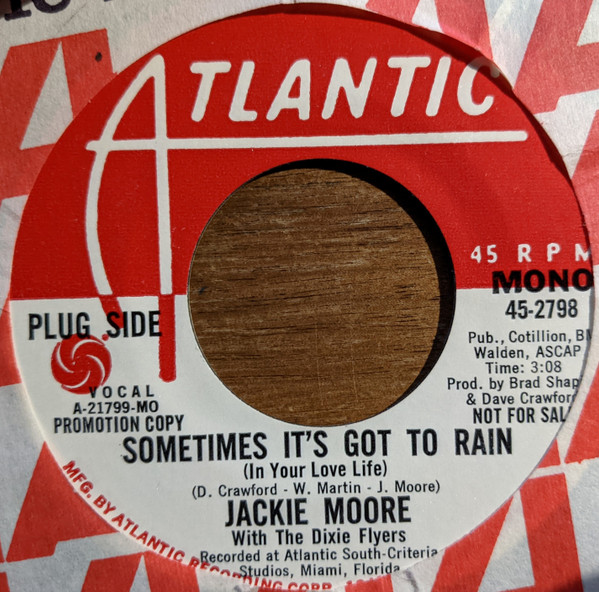 ATLANTIC
45 RPM
MONO
45-2798
PLUG SIDE
Pub., Cotillion, BM
Walden, ASCAP
Time: 3:08
Prod. by Brad Shap
& Dave Crawford
NOT FOR SAL
VOCAL
A-21799-MO
PROMOTION COPY
SOMETIMES IT'S GOT TO RAIN
(In Your Love Life)
(D. Crawford - W. Martin - J. Moore)
JACKIE MOORE
With The Dixie Flyers
Recorded at Atlantic South-Criteria
Studios, Miami, Florida
MFG. BY ATLANTIC RECORDING CORP.